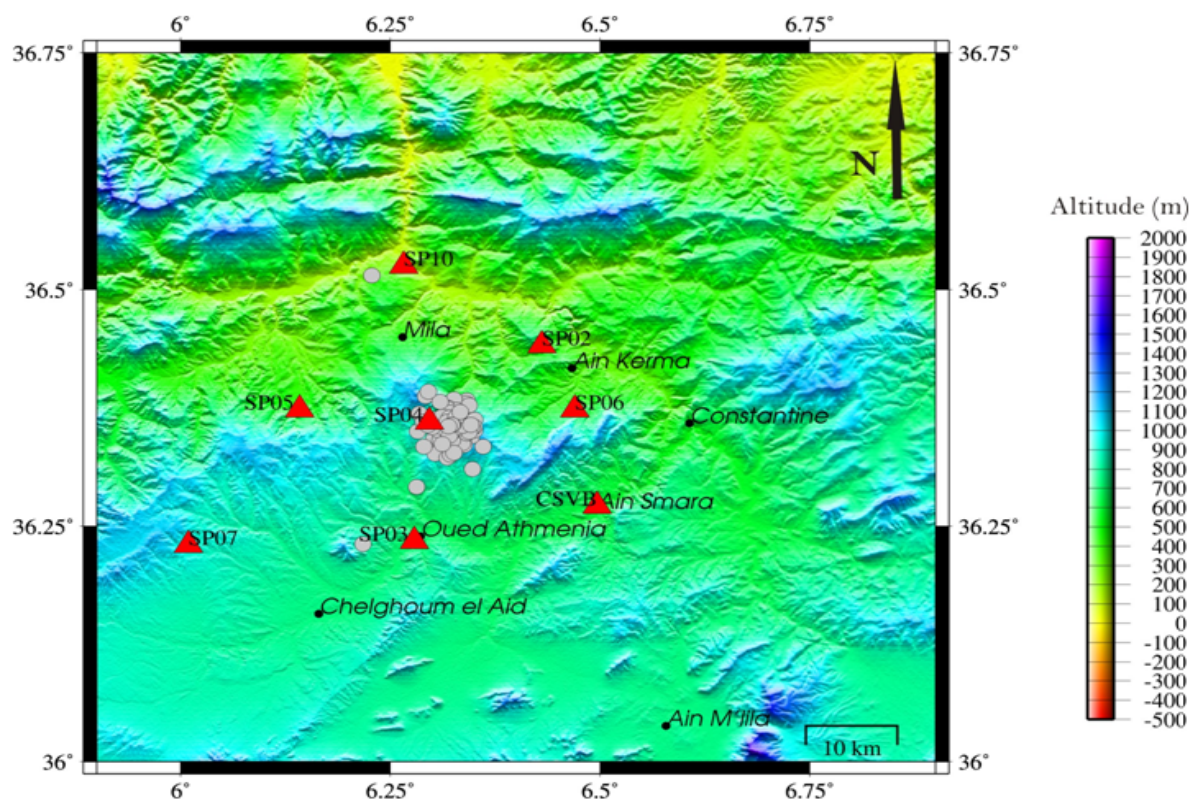 6° 6.25° 6.5° 6.75°
36.75° 36.75°
N
Altitude (m)
2000
1900
1800
1700
1600
1500
1400
1300
1200
1100
1000
900
800
700
600
500
400
300
200
100
0
-100
-200
-300
-400
-500
SP10
36.5° 36.5°
Mila
SP02
Ain Kerma
SP05
SP04
SP06
Constantine
CSVB
Ain Smara
36.25° 36.25°
SP07
SP03
Oued Athmenia
Chelghoum el Aid
Ain M'lila
10 km
36° 36°
6° 6.25° 6.5° 6.75°